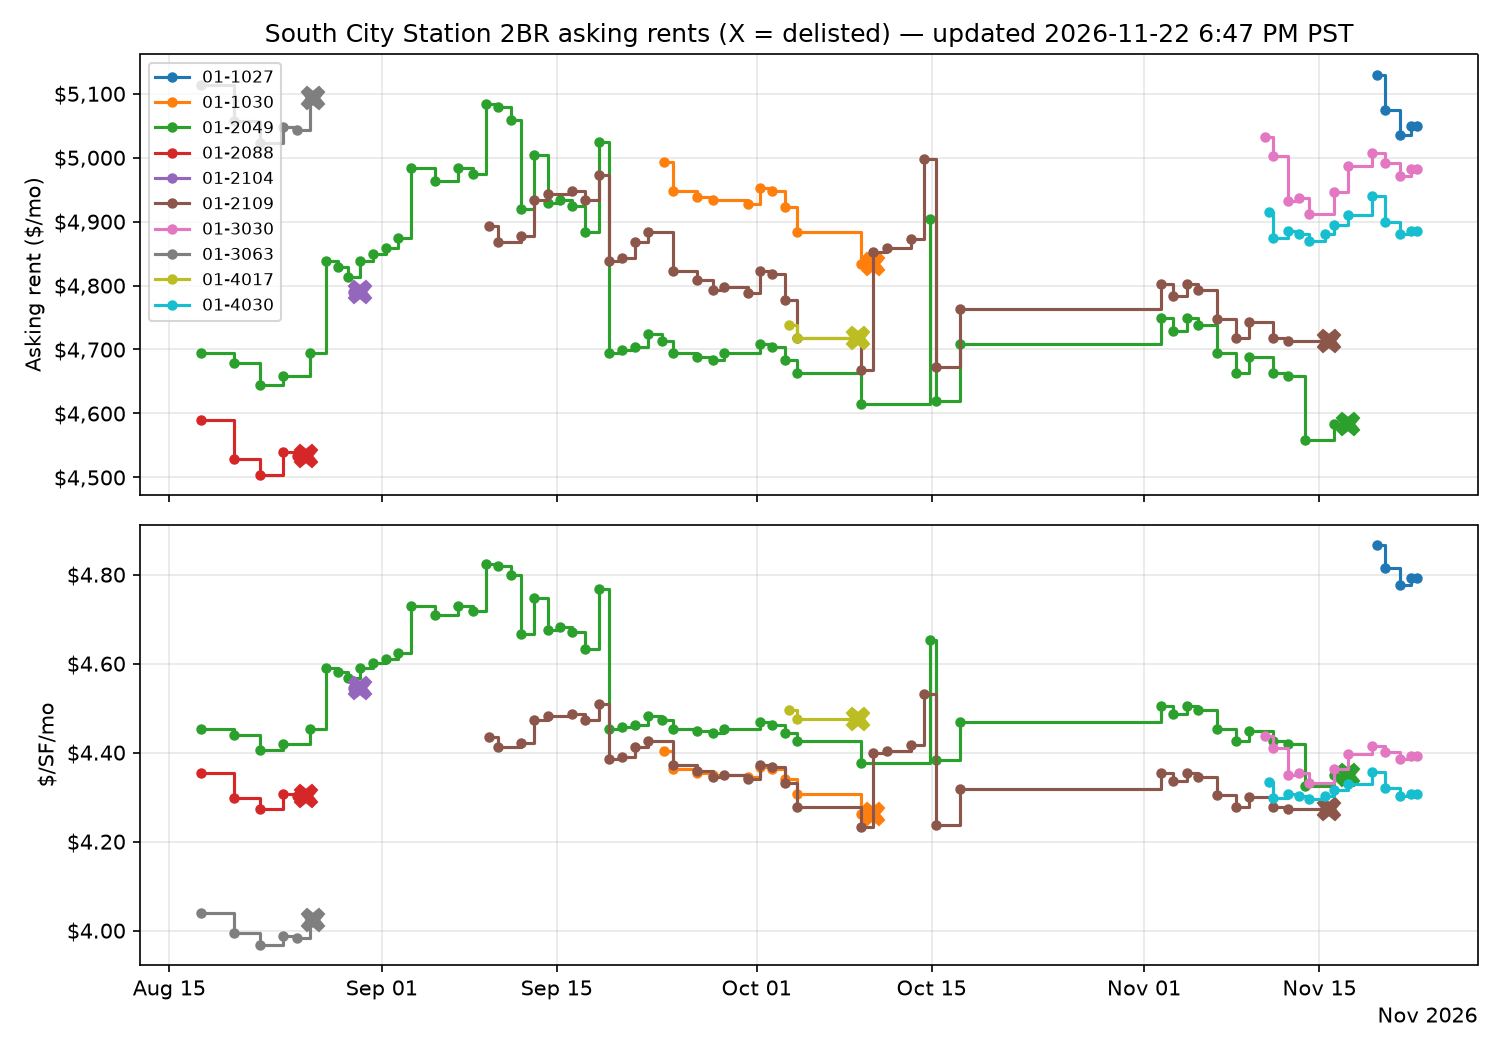 South City Station 2BR asking rents (X = delisted) — updated 2026-11-22 6:47 PM PST
Asking rent ($/mo)
$5,100
$5,000
$4,900
$4,800
$4,700
$4,600
$4,500
01-1027
01-1030
01-2049
01-2088
01-2104
01-2109
01-3030
01-3063
01-4017
01-4030
$/SF/mo
$4.80
$4.60
$4.40
$4.20
$4.00
Aug 15
Sep 01
Sep 15
Oct 01
Oct 15
Nov 01
Nov 15
Nov 2026